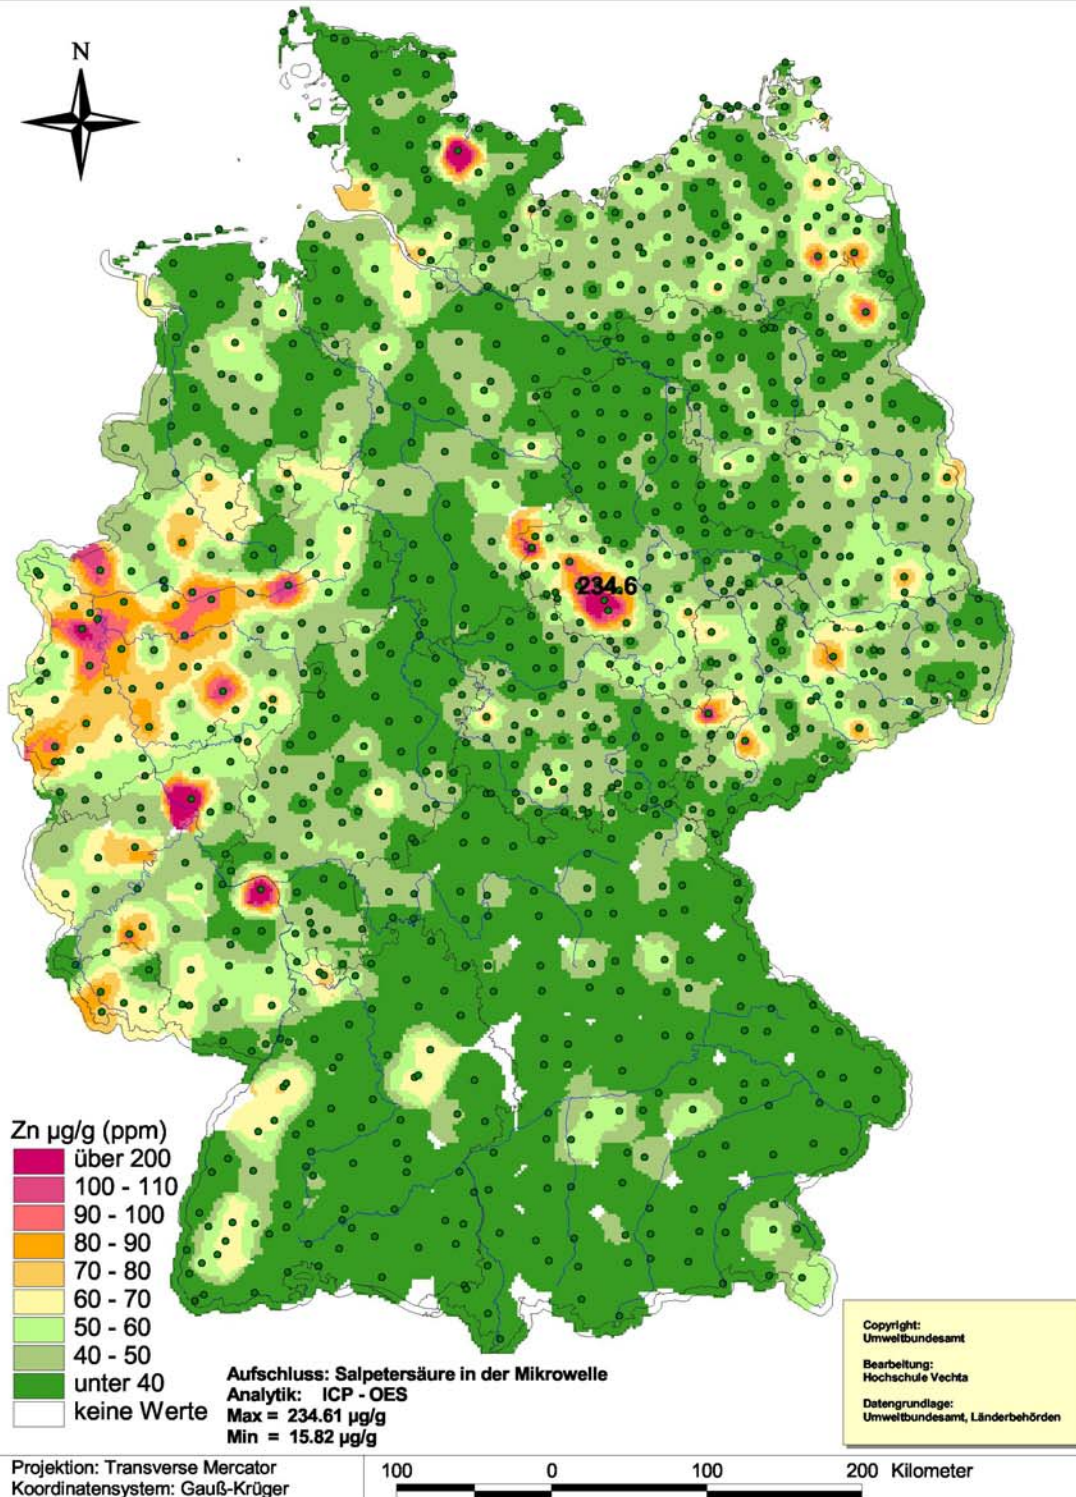 N
234.6
Zn µg/g (ppm)
über 200
100 - 110
90 - 100
80 - 90
70 - 80
60 - 70
50 - 60
40 - 50
unter 40
keine Werte
Aufschluss: Salpetersäure in der Mikrowelle
Analytik: ICP - OES
Max = 234.61 µg/g
Min = 15.82 µg/g
Copyright:
Umweltbundesamt
Bearbeitung:
Hochschule Vechta
Datengrundlage:
Umweltbundesamt, Länderbehörden
Projektion: Transverse Mercator
Koordinatensystem: Gauß-Krüger
100 0 100 200 Kilometer